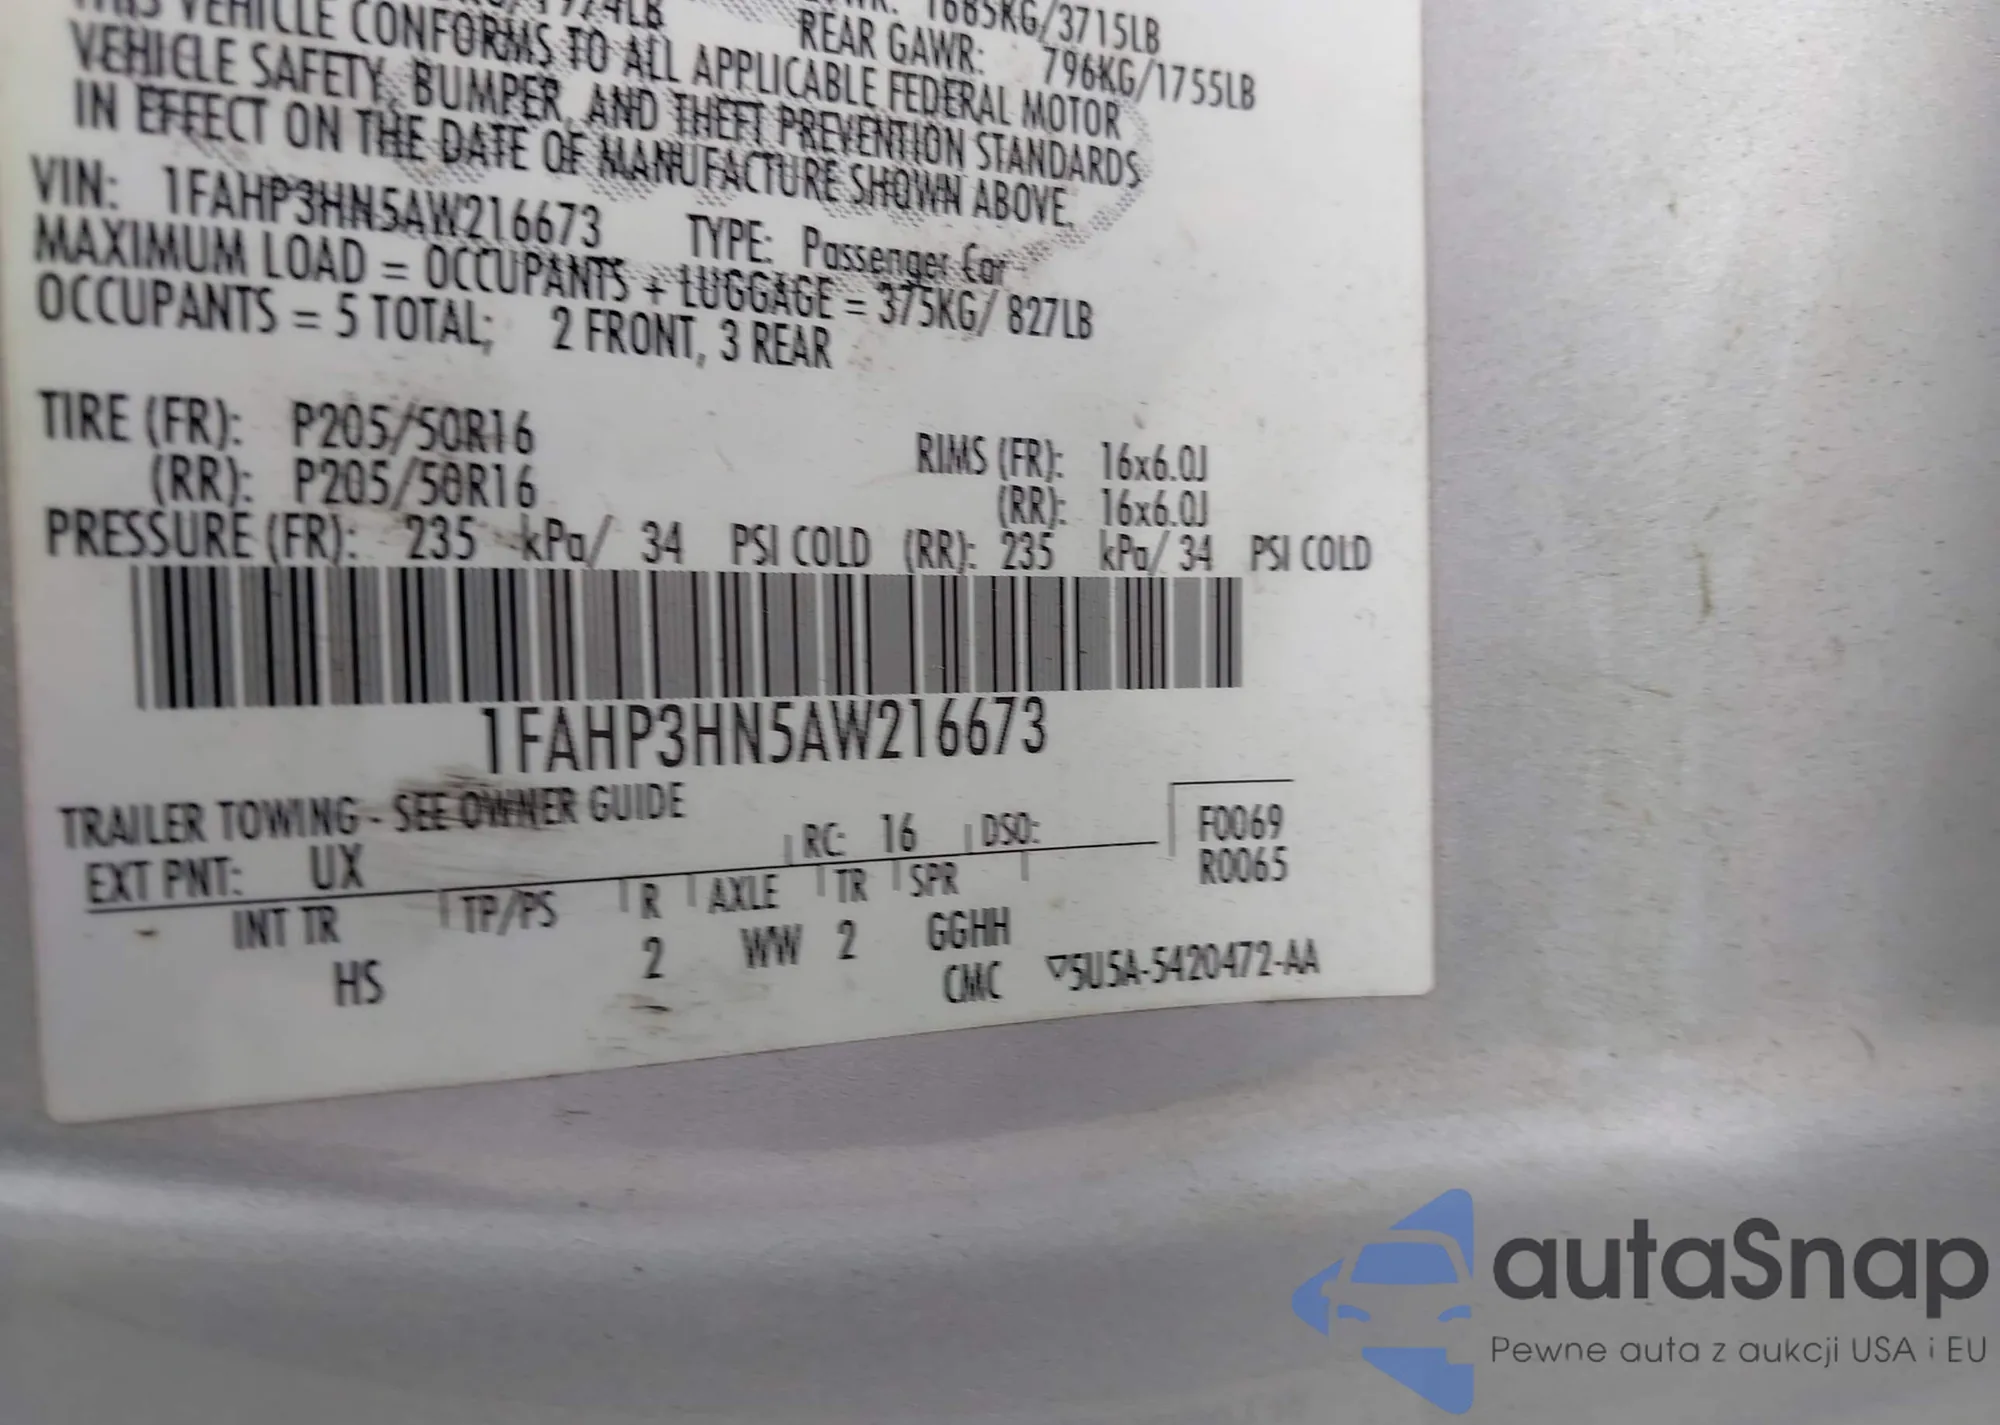 1685KG/3715LB
REAR GAWR: 796KG/1755LB
THIS VEHICLE CONFORMS TO ALL APPLICABLE FEDERAL MOTOR
VEHICLE SAFETY, BUMPER, AND THEFT PREVENTION STANDARDS
IN EFFECT ON THE DATE OF MANUFACTURE SHOWN ABOVE.
VIN: 1FAHP3HN5AW216673 TYPE: Passenger Car
MAXIMUM LOAD = OCCUPANTS + LUGGAGE = 375KG/ 827LB
OCCUPANTS = 5 TOTAL; 2 FRONT, 3 REAR
TIRE (FR): P205/50R16 RIMS (FR): 16x6.0J
(RR): P205/50R16 (RR): 16x6.0J
PRESSURE (FR): 235 kPa/ 34 PSI COLD (RR): 235 kPa/ 34 PSI COLD
1FAHP3HN5AW216673
TRAILER TOWING - SEE OWNER GUIDE
EXT PNT: UX RC: 16 DSO: F0069
R0065
INT TR TP/PS R AXLE TR SPR
HS 2 WW 2 GGHH
CMC ▽5U5A-5420472-AA
autaSnap
Pewne auta z aukcji USA i EU